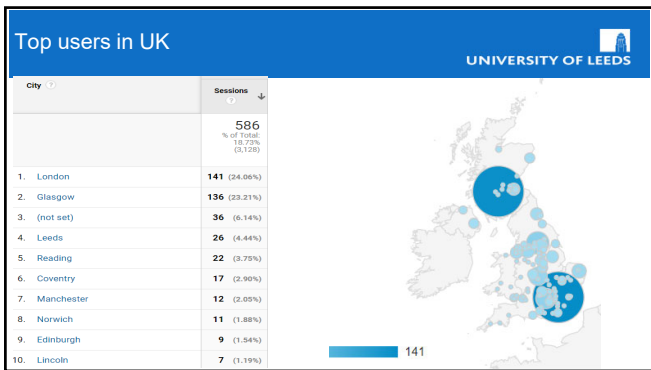 Top users in UK
UNIVERSITY OF LEEDS
City ?
Sessions ?
586
% of Total:
18.73%
(3,128)
1. London 141 (24.06%)
2. Glasgow 136 (23.21%)
3. (not set) 36 (6.14%)
4. Leeds 26 (4.44%)
5. Reading 22 (3.75%)
6. Coventry 17 (2.90%)
7. Manchester 12 (2.05%)
8. Norwich 11 (1.88%)
9. Edinburgh 9 (1.54%)
10. Lincoln 7 (1.19%)
141